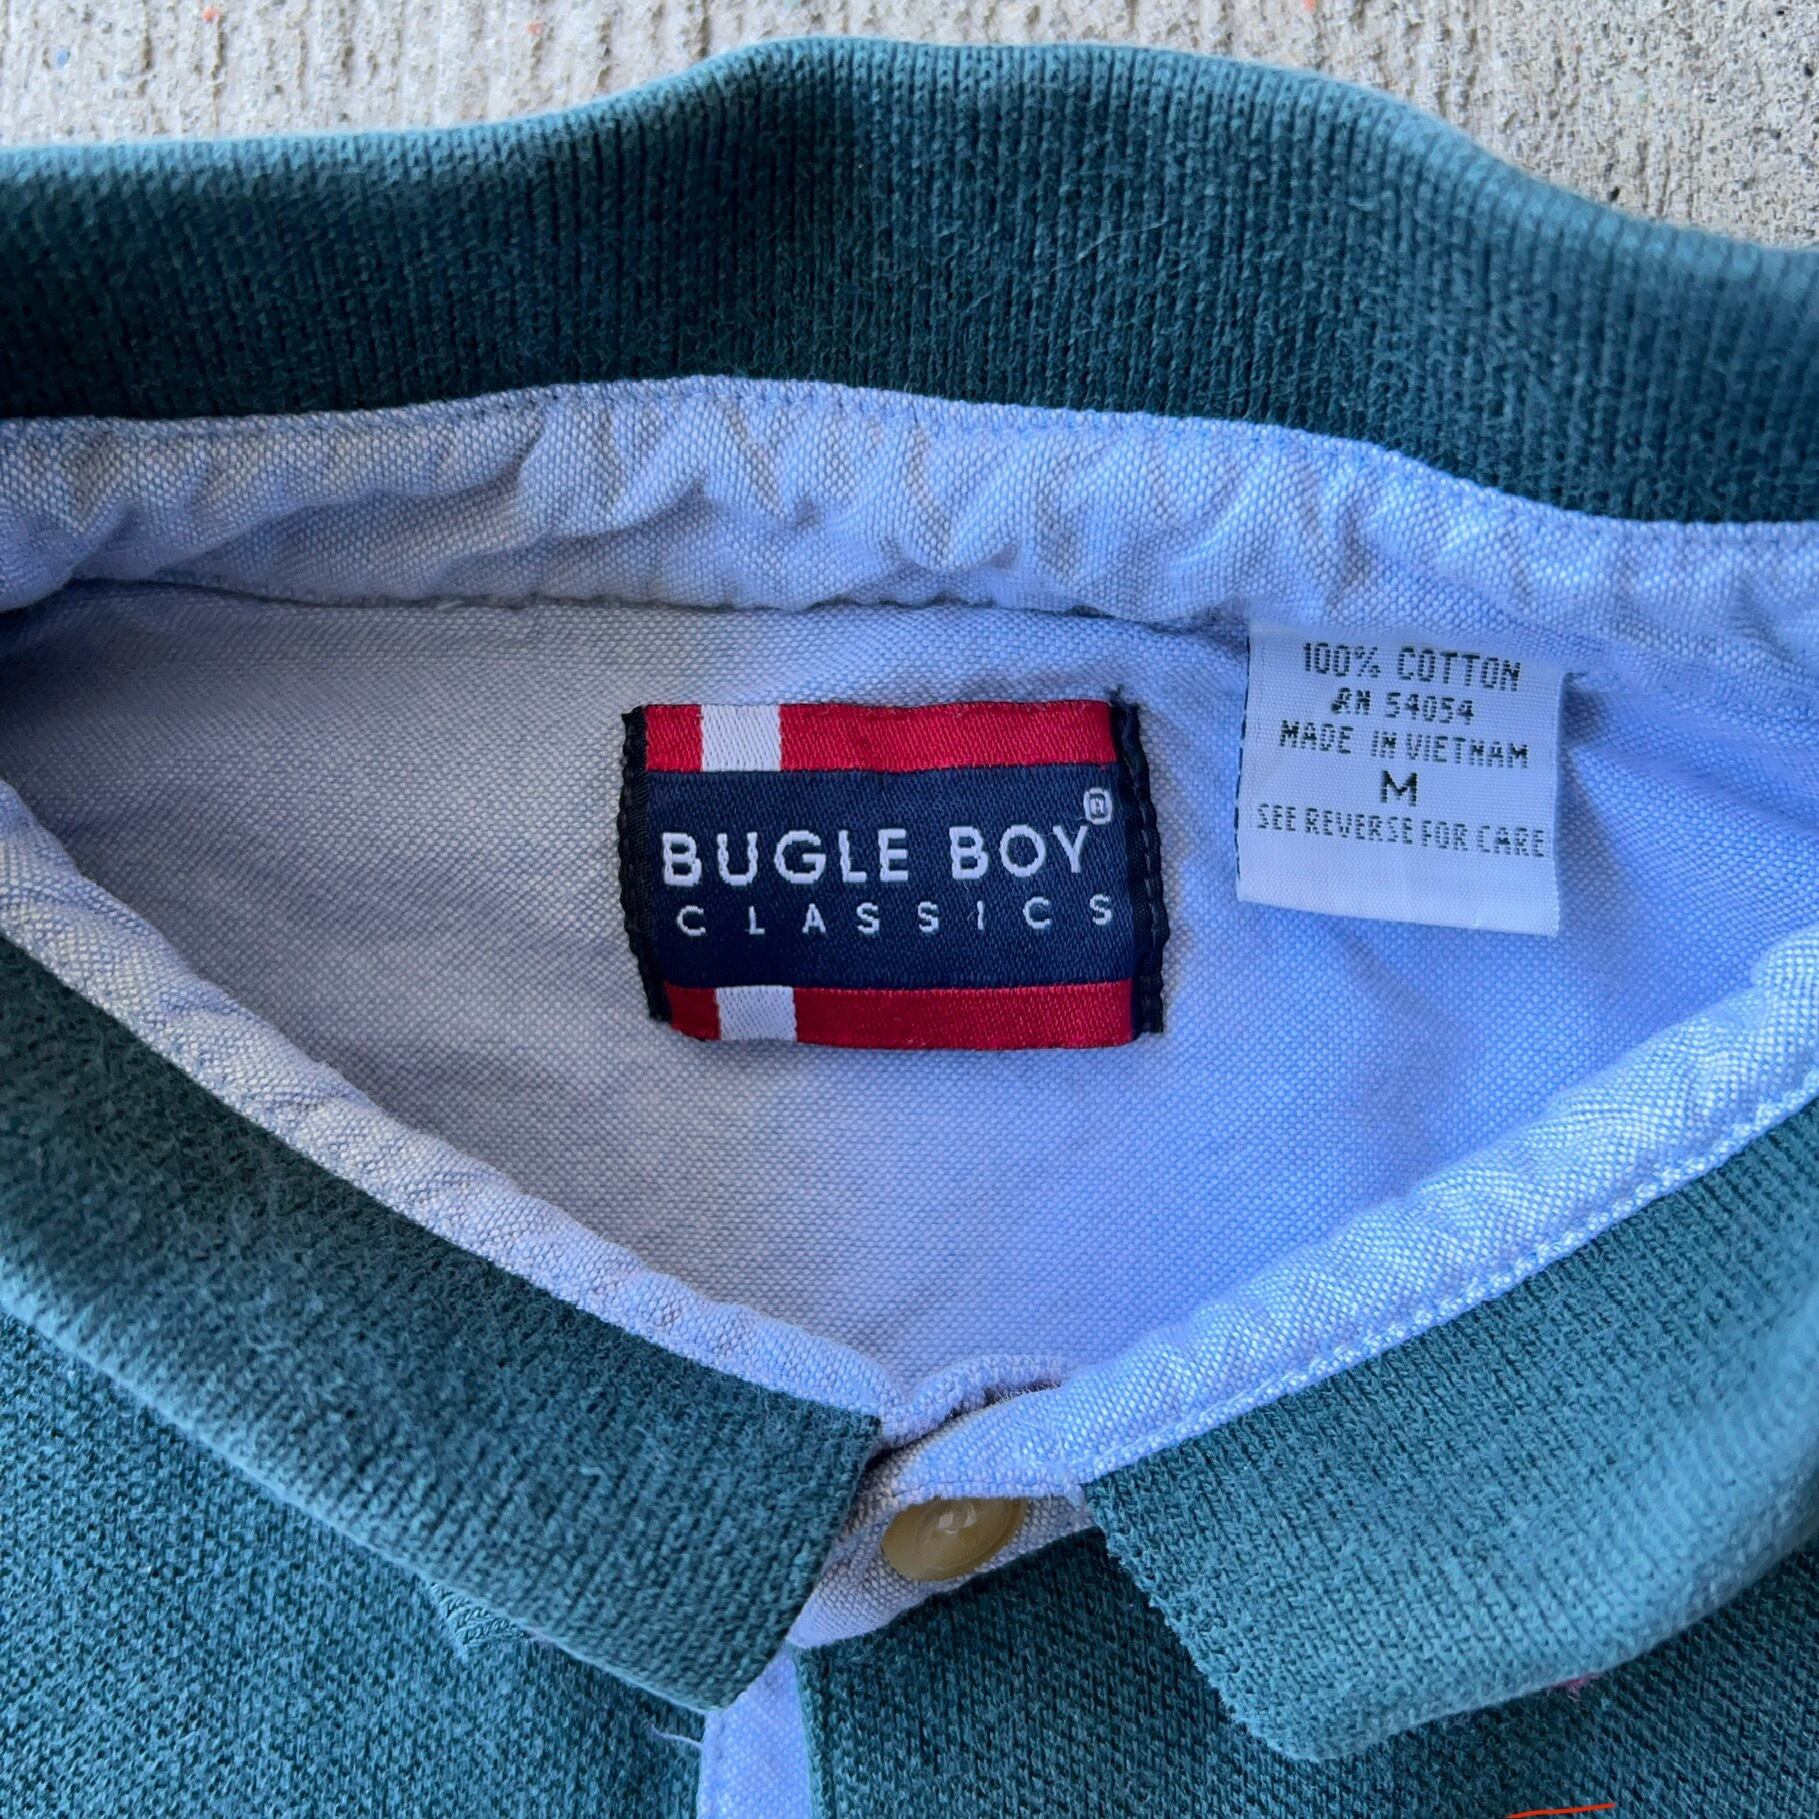 BUGLE BOY®
CLASSICS
100% COTTON
RN 54054
MADE IN VIETNAM
M
SEE REVERSE FOR CARE